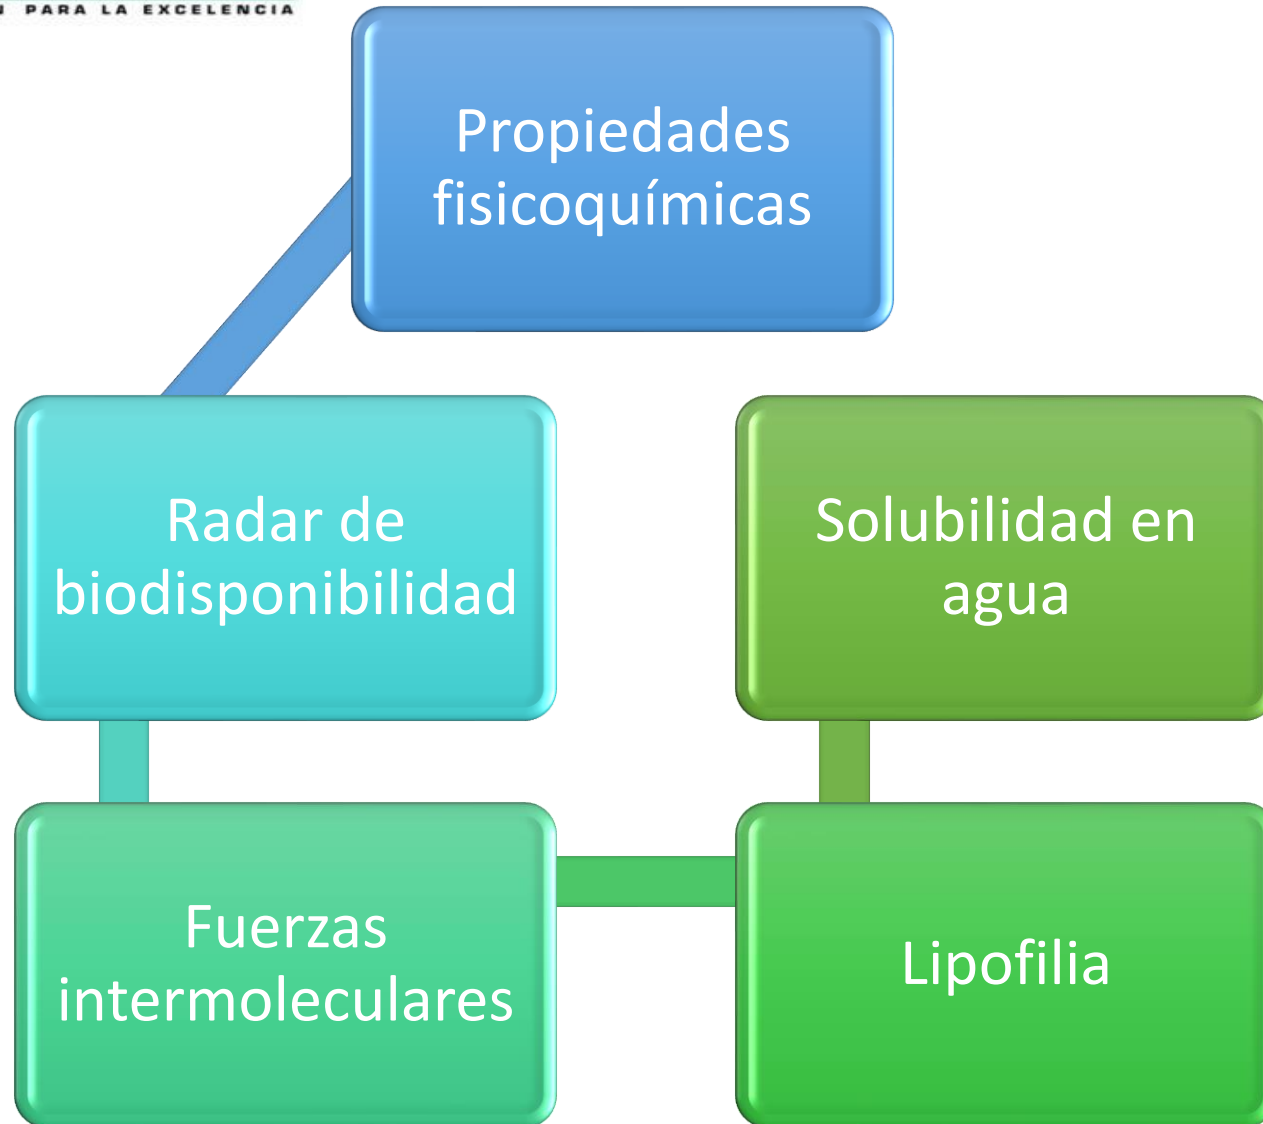 PARA LA EXCELENCIA
Propiedades
fisicoquímicas
Radar de
biodisponibilidad
Solubilidad en
agua
Fuerzas
intermoleculares
Lipofilia